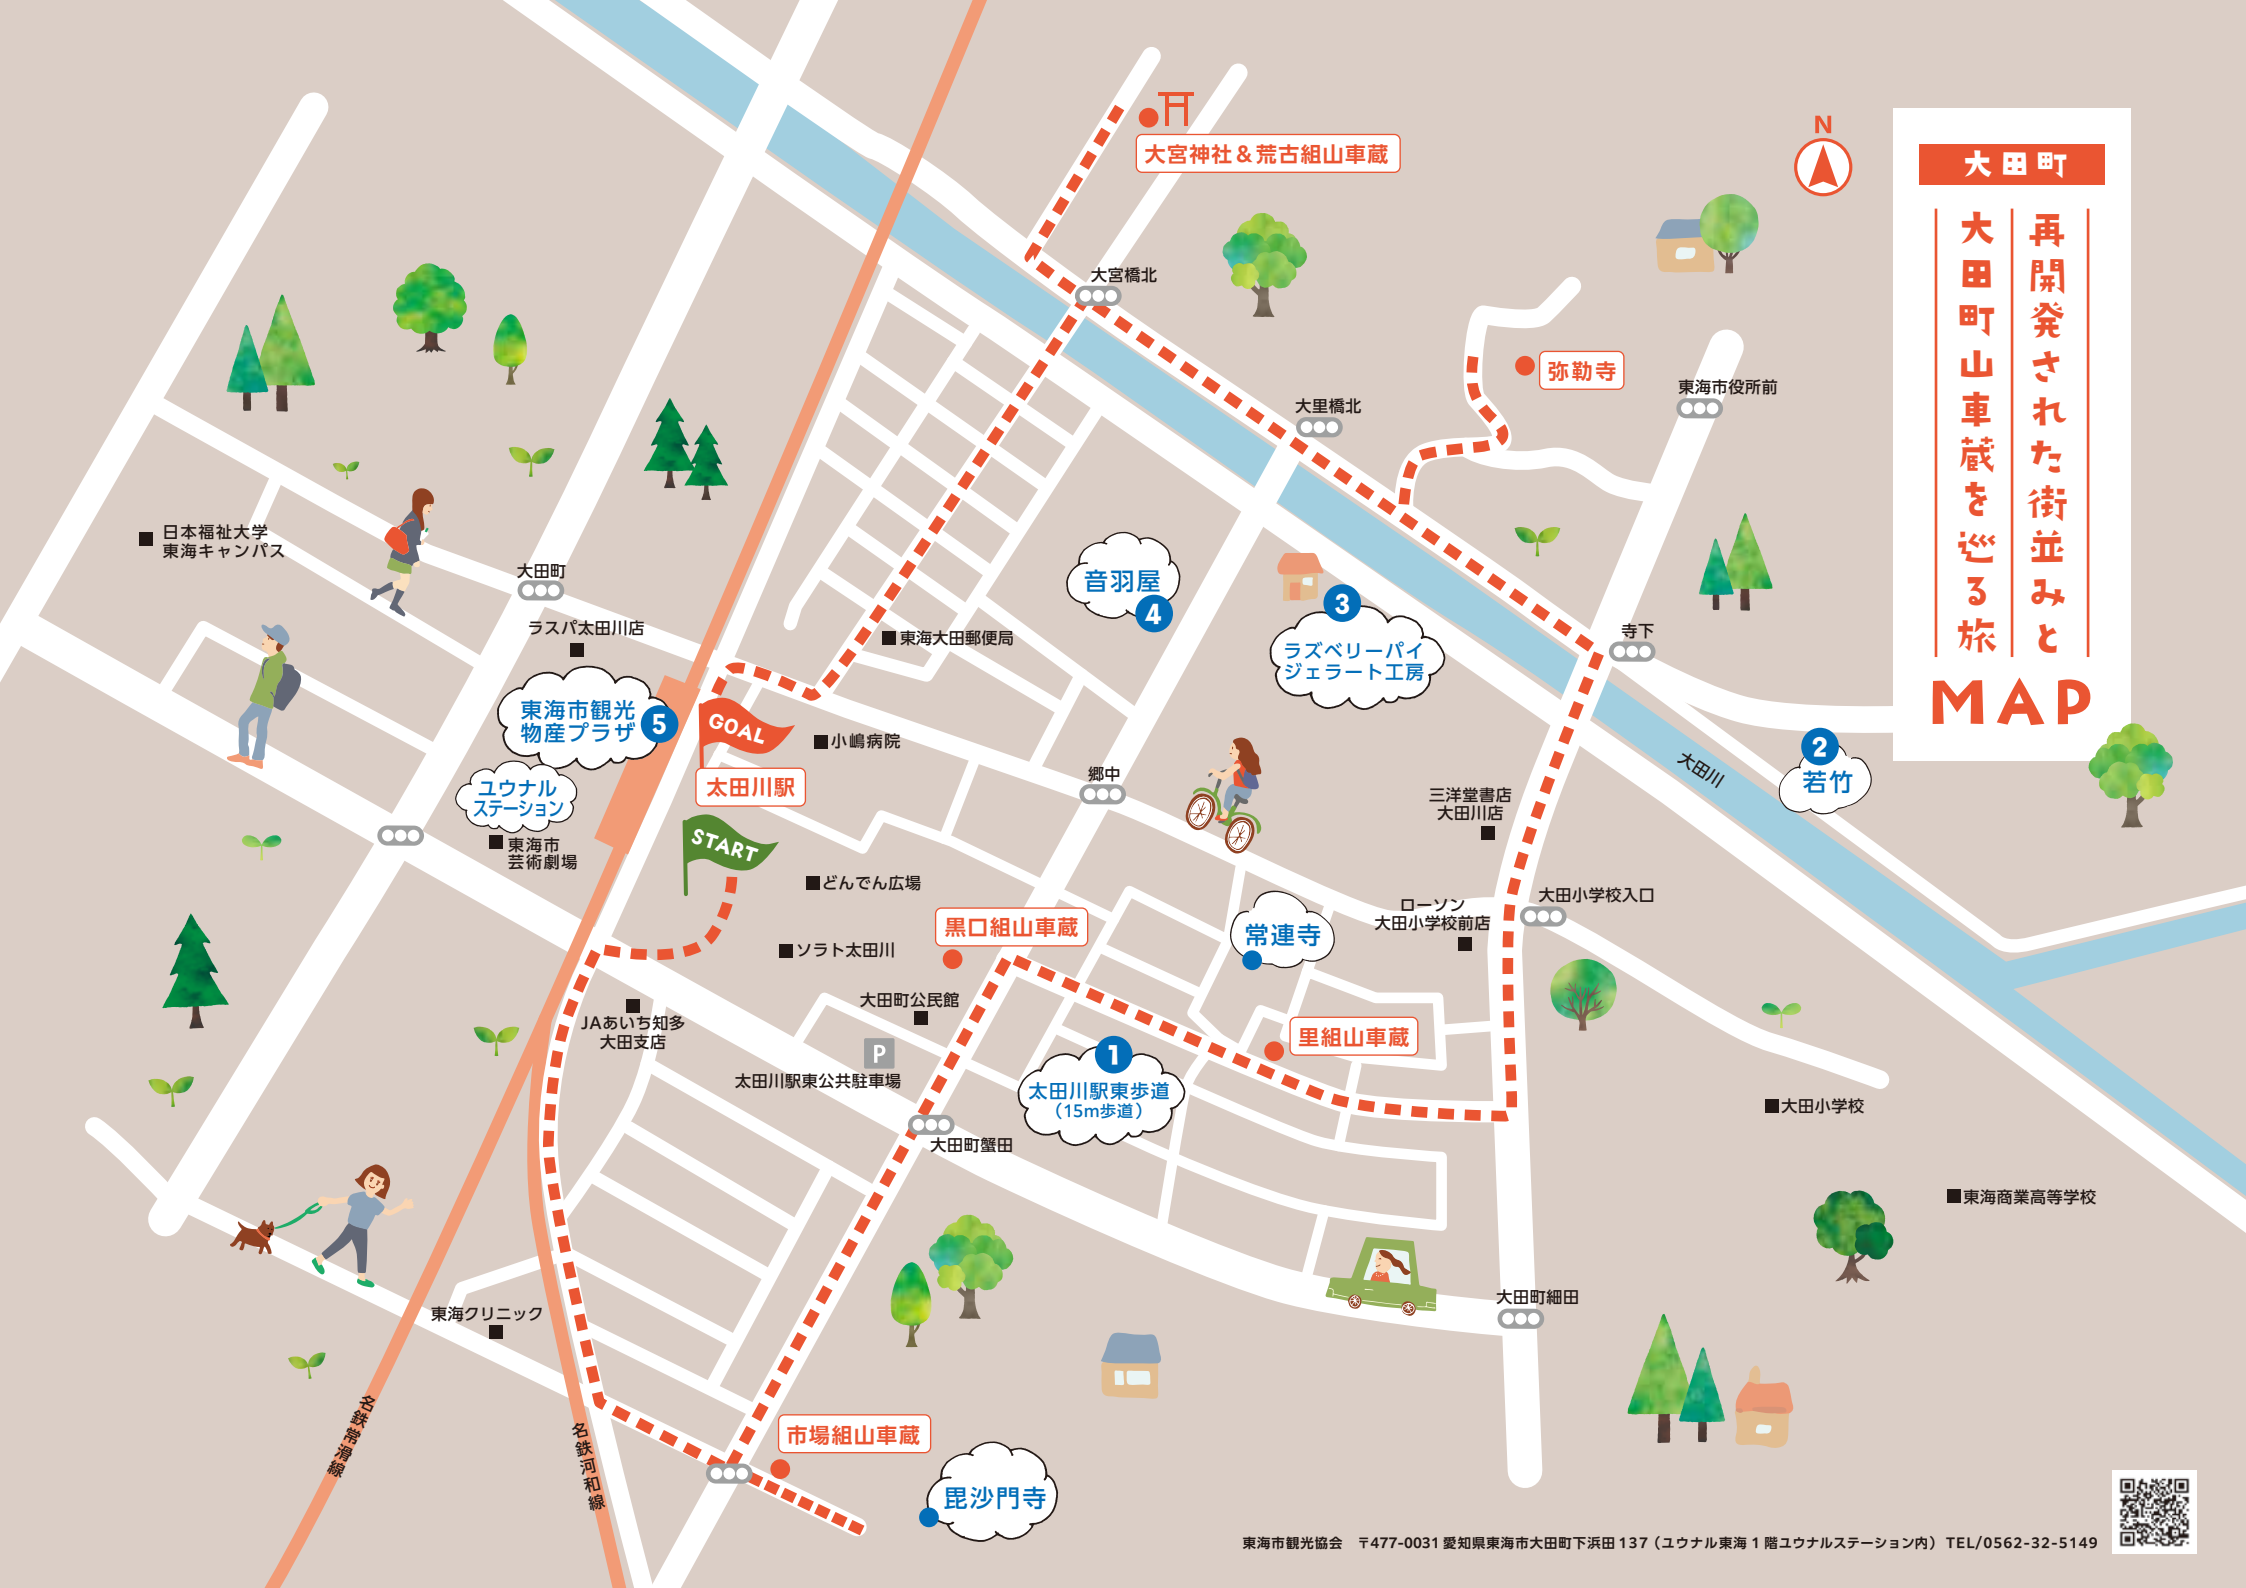 大田町
再開発された街並みと
大田町山車蔵を巡る旅
MAP
N
大宮神社&荒古組山車蔵
大宮橋北
弥勒寺
東海市役所前
大里橋北
日本福祉大学
東海キャンパス
大田町
音羽屋
4
3
ラズベリーパイ
ジェラート工房
ラスパ太田川店
東海大田郵便局
寺下
東海市観光
物産プラザ
5
GOAL
小嶋病院
太田川駅
ユウナル
ステーション
東海市
芸術劇場
START
郷中
三洋堂書店
大田川店
大田川
2
若竹
どんでん広場
黒口組山車蔵
ソラト太田川
常連寺
ローソン
大田小学校前店
大田小学校入口
大田町公民館
JAあいち知多
大田支店
P
太田川駅東公共駐車場
1
太田川駅東歩道
(15m歩道)
里組山車蔵
大田小学校
大田町蟹田
東海商業高等学校
大田町細田
東海クリニック
名鉄常滑線
名鉄河和線
市場組山車蔵
毘沙門寺
東海市観光協会 〒477-0031 愛知県東海市大田町下浜田137(ユウナル東海1階ユウナルステーション内) TEL/0562-32-5149